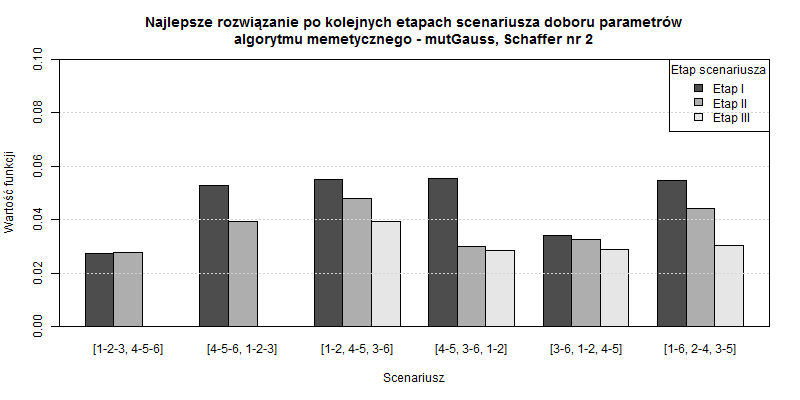 Najlepsze rozwiązanie po kolejnych etapach scenariusza doboru parametrów
algorytmu memetycznego - mutGauss, Schaffer nr 2
Etap scenariusza
Etap I
Etap II
Etap III
Wartość funkcji
0.10
0.08
0.06
0.04
0.02
0.00
[1-2-3, 4-5-6] [4-5-6, 1-2-3] [1-2, 4-5, 3-6] [4-5, 3-6, 1-2] [3-6, 1-2, 4-5] [1-6, 2-4, 3-5]
Scenariusz